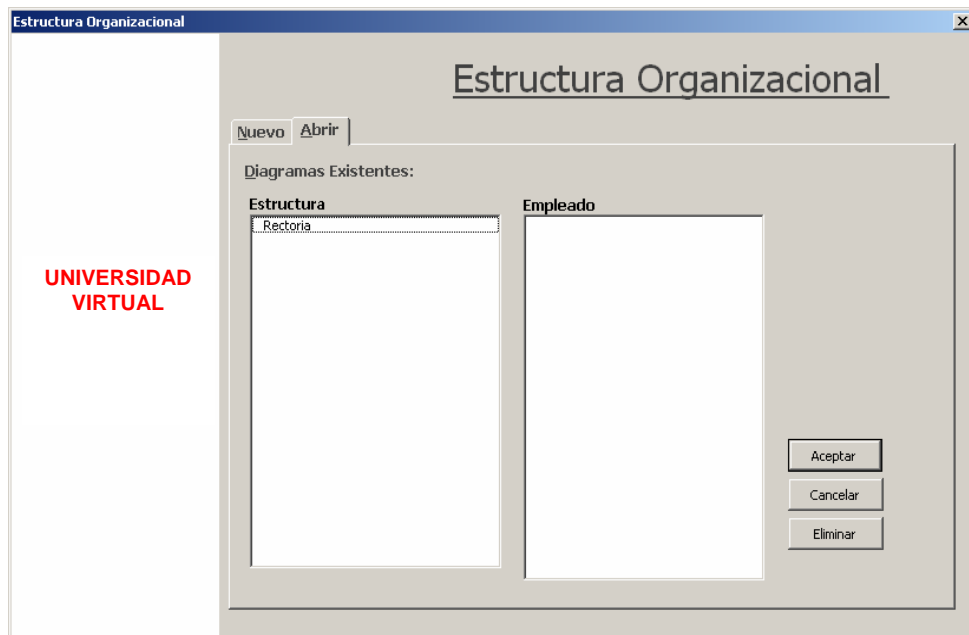 Estructura Organizacional
Estructura Organizacional
Nuevo
Abrir
Diagramas Existentes:
Estructura
Empleado
Rectoria
UNIVERSIDAD
VIRTUAL
Aceptar
Cancelar
Eliminar